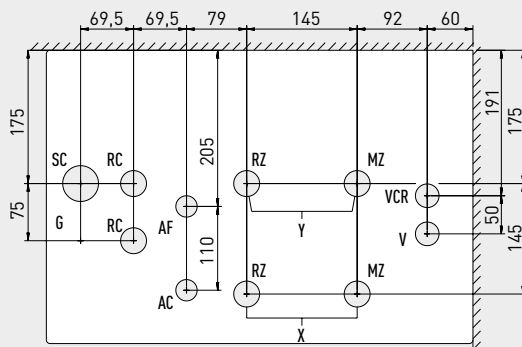 69,5 69,5 79 145 92 60
175 205 191 175
SC RC RZ MZ
VCR
75 G RC AF Y V 50
110 145
RZ MZ
AC
X